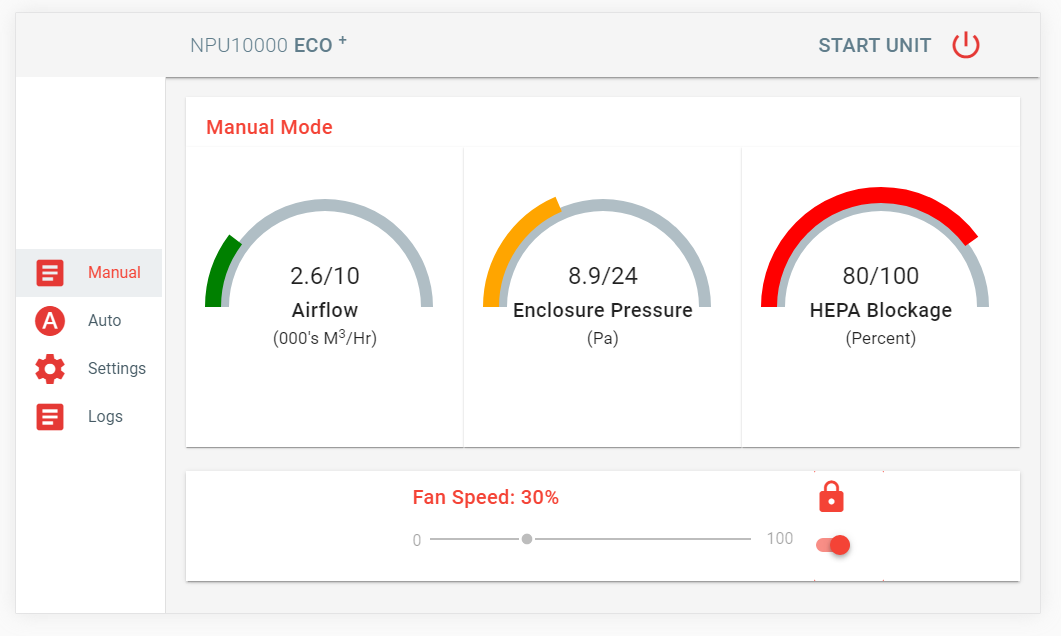 NPU10000 ECO +
START UNIT
Manual Mode
2.6/10
Airflow
(000's M³/Hr)
8.9/24
Enclosure Pressure
(Pa)
80/100
HEPA Blockage
(Percent)
Manual
A Auto
Settings
Logs
Fan Speed: 30%
0 100